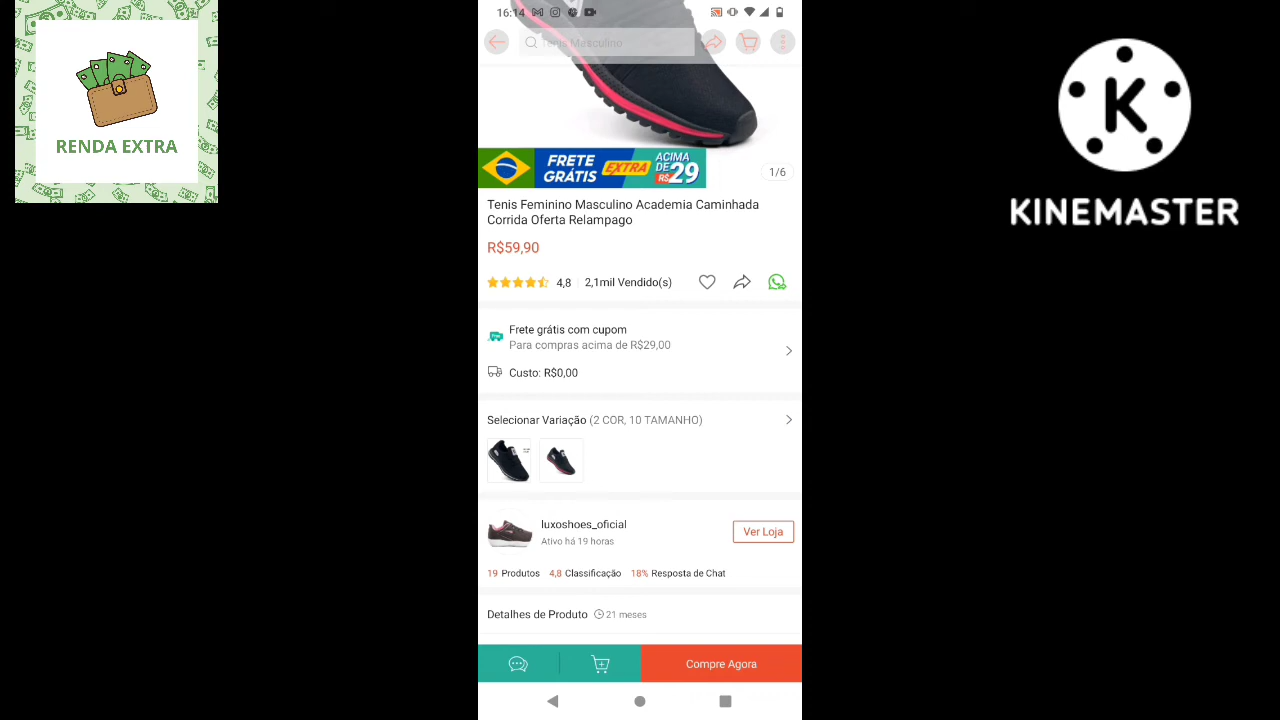 RENDA EXTRA
16:14
Tenis Masculino
FRETE GRÁTIS EXTRA ACIMA DE R$29
1/6
Tenis Feminino Masculino Academia Caminhada
Corrida Oferta Relampago
R$59,90
4,8 2,1mil Vendido(s)
Frete grátis com cupom
Para compras acima de R$29,00
Custo: R$0,00
Selecionar Variação (2 COR, 10 TAMANHO)
luxoshoes_oficial
Ativo há 19 horas
Ver Loja
19 Produtos 4,8 Classificação 18% Resposta de Chat
Detalhes de Produto 21 meses
Compre Agora
K
KINEMASTER